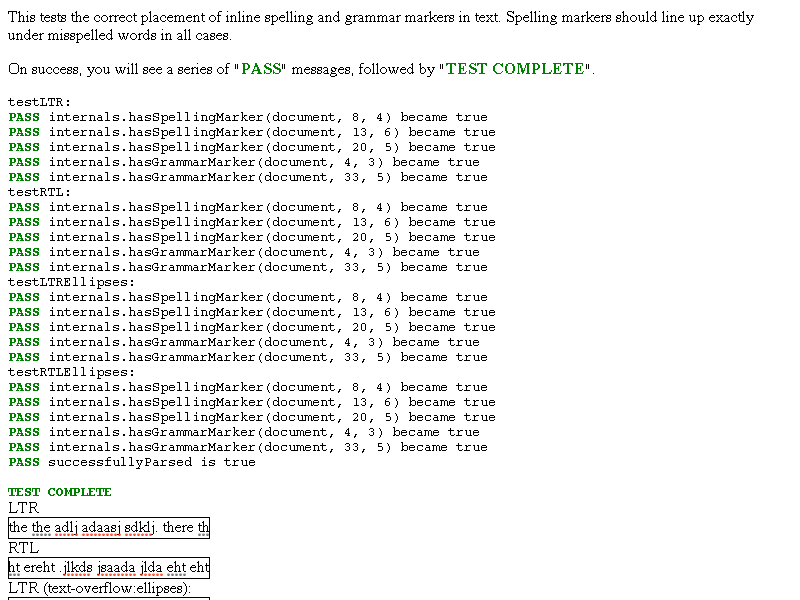 This tests the correct placement of inline spelling and grammar markers in text. Spelling markers should line up exactly
under misspelled words in all cases.
On success, you will see a series of "PASS" messages, followed by "TEST COMPLETE".
testLTR:
PASS internals.hasSpellingMarker(document, 8, 4) became true
PASS internals.hasSpellingMarker(document, 13, 6) became true
PASS internals.hasSpellingMarker(document, 20, 5) became true
PASS internals.hasGrammarMarker(document, 4, 3) became true
PASS internals.hasGrammarMarker(document, 33, 5) became true
testRTL:
PASS internals.hasSpellingMarker(document, 8, 4) became true
PASS internals.hasSpellingMarker(document, 13, 6) became true
PASS internals.hasSpellingMarker(document, 20, 5) became true
PASS internals.hasGrammarMarker(document, 4, 3) became true
PASS internals.hasGrammarMarker(document, 33, 5) became true
testLTREllipses:
PASS internals.hasSpellingMarker(document, 8, 4) became true
PASS internals.hasSpellingMarker(document, 13, 6) became true
PASS internals.hasSpellingMarker(document, 20, 5) became true
PASS internals.hasGrammarMarker(document, 4, 3) became true
PASS internals.hasGrammarMarker(document, 33, 5) became true
testRTLEllipses:
PASS internals.hasSpellingMarker(document, 8, 4) became true
PASS internals.hasSpellingMarker(document, 13, 6) became true
PASS internals.hasSpellingMarker(document, 20, 5) became true
PASS internals.hasGrammarMarker(document, 4, 3) became true
PASS internals.hasGrammarMarker(document, 33, 5) became true
PASS successfullyParsed is true
TEST COMPLETE
LTR
the the adlj adaasj sdklj. there th
RTL
ht ereht .jlkds jsaada jlda eht eht
LTR (text-overflow:ellipses):